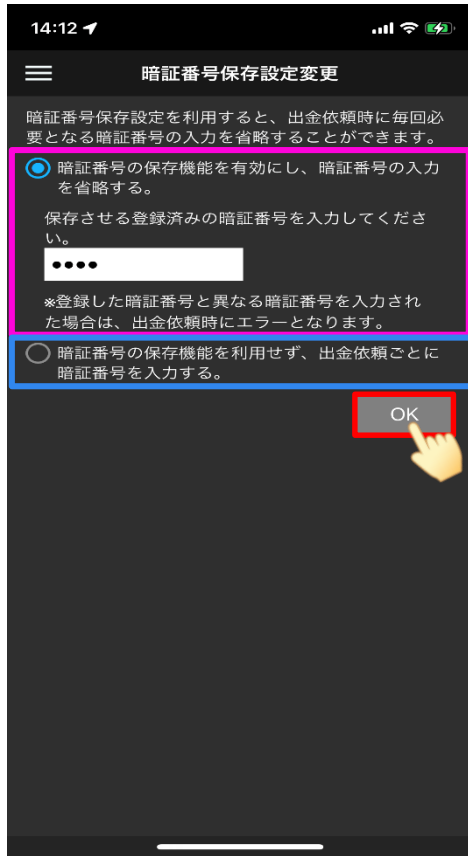 14:12
暗証番号保存設定変更
暗証番号保存設定を利用すると、出金依頼時に毎回必
要となる暗証番号の入力を省略することができます。
暗証番号の保存機能を有効にし、暗証番号の入力
を省略する。
保存させる登録済みの暗証番号を入力してくださ
い。
••••
※登録した暗証番号と異なる暗証番号を入力され
た場合は、出金依頼時にエラーとなります。
暗証番号の保存機能を利用せず、出金依頼ごとに
暗証番号を入力する。
OK